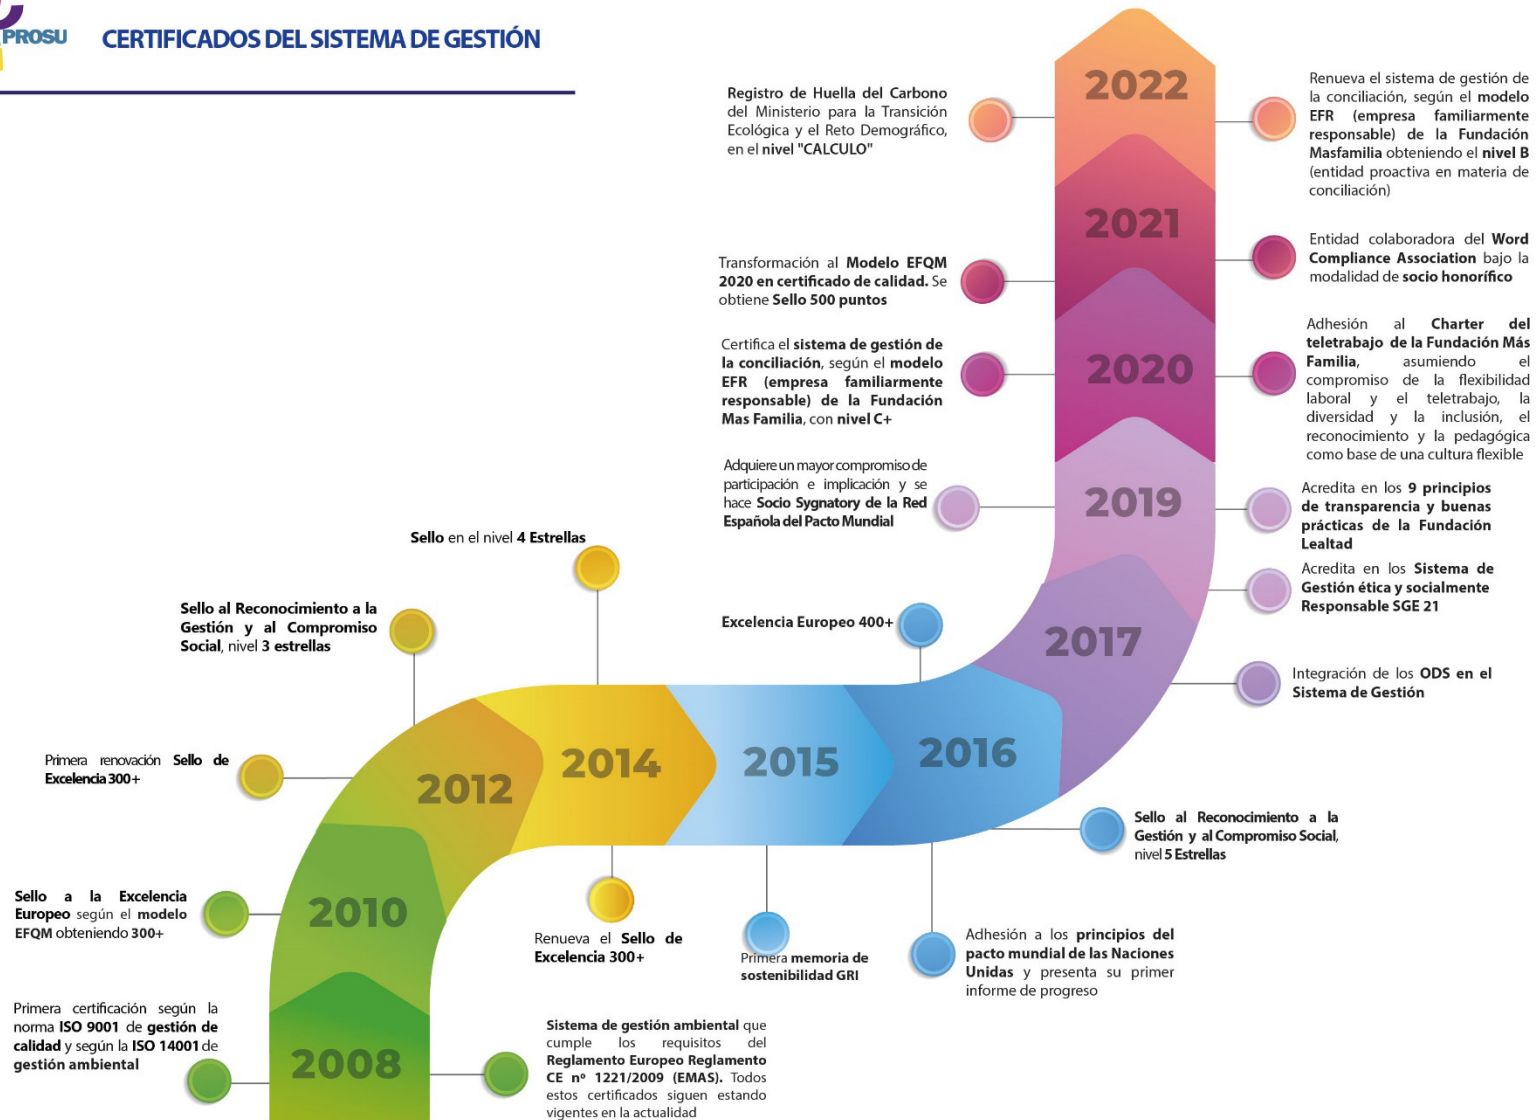 PROSU
CERTIFICADOS DEL SISTEMA DE GESTIÓN
2022
Registro de Huella del Carbono
del Ministerio para la Transición
Ecológica y el Reto Demográfico,
en el nivel "CALCULO"
Renueva el sistema de gestión de
la conciliación, según el modelo
EFR (empresa familiarmente
responsable) de la Fundación
Masfamilia obteniendo el nivel B
(entidad proactiva en materia de
conciliación)
2021
Transformación al Modelo EFQM
2020 en certificado de calidad. Se
obtiene Sello 500 puntos
Entidad colaboradora del Word
Compliance Association bajo la
modalidad de socio honorífico
2020
Certifica el sistema de gestión de
la conciliación, según el modelo
EFR (empresa familiarmente
responsable) de la Fundación
Mas Familia, con nivel C+
Adhesión al Charter del
teletrabajo de la Fundación Más
Familia, asumiendo el
compromiso de la flexibilidad
laboral y el teletrabajo, la
diversidad y la inclusión, el
reconocimiento y la pedagógica
como base de una cultura flexible
2019
Adquiere un mayor compromiso de
participación e implicación y se
hace Socio Sygnatory de la Red
Española del Pacto Mundial
Acredita en los 9 principios
de transparencia y buenas
prácticas de la Fundación
Lealtad
Acredita en los Sistema de
Gestión ética y socialmente
Responsable SGE 21
2017
Integración de los ODS en el
Sistema de Gestión
2016
Excelencia Europeo 400+
Sello al Reconocimiento a la
Gestión y al Compromiso Social,
nivel 5 Estrellas
Adhesión a los principios del
pacto mundial de las Naciones
Unidas y presenta su primer
informe de progreso
2015
Primera memoria de
sostenibilidad GRI
2014
Sello en el nivel 4 Estrellas
Renueva el Sello de
Excelencia 300+
2012
Sello al Reconocimiento a la
Gestión y al Compromiso
Social, nivel 3 estrellas
Primera renovación Sello de
Excelencia 300+
2010
Sello a la Excelencia
Europeo según el modelo
EFQM obteniendo 300+
2008
Primera certificación según la
norma ISO 9001 de gestión de
calidad y según la ISO 14001 de
gestión ambiental
Sistema de gestión ambiental que
cumple los requisitos del
Reglamento Europeo Reglamento
CE nº 1221/2009 (EMAS). Todos
estos certificados siguen estando
vigentes en la actualidad